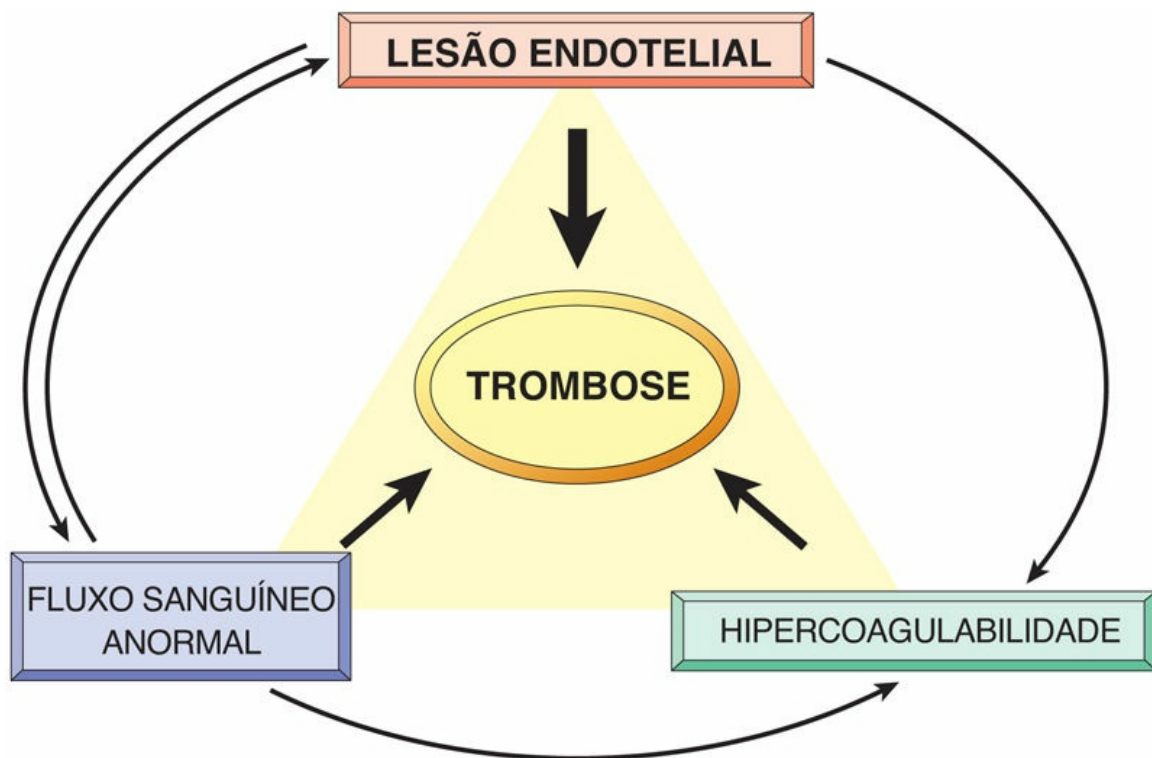 LESÃO ENDOTELIAL
TROMBOSE
FLUXO SANGUÍNEO
ANORMAL
HIPERCOAGULABILIDADE